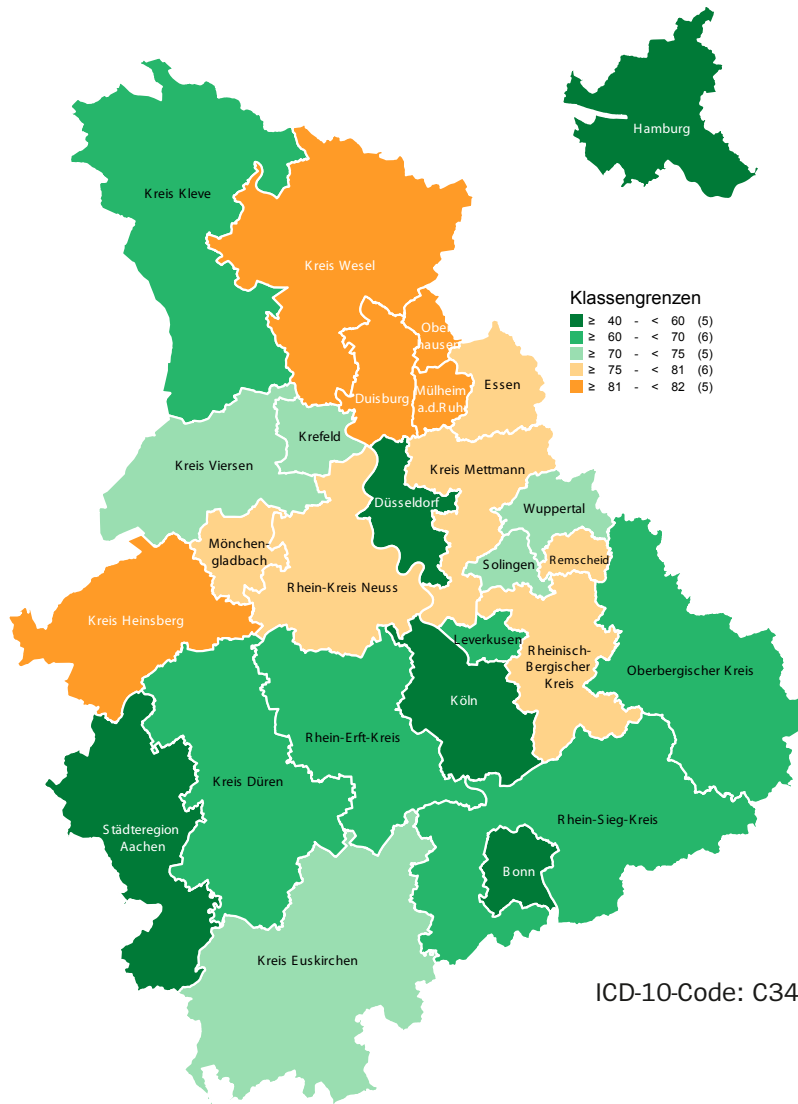 Hamburg
Kreis Kleve
Kreis Wesel
Klassengrenzen
≥ 40 - < 60 (5)
≥ 60 - < 70 (6)
≥ 70 - < 75 (5)
≥ 75 - < 81 (6)
≥ 81 - < 82 (5)
Ober
hausen
Essen
Duisburg
Mülheim
a.d.Ruhr
Krefeld
Kreis Viersen
Kreis Mettmann
Düsseldorf
Wuppertal
Mönchen-
gladbach
Solingen
Remscheid
Rhein-Kreis Neuss
Kreis Heinsberg
Leverkusen
Rheinisch-
Bergischer
Kreis
Oberbergischer Kreis
Köln
Rhein-Erft-Kreis
Kreis Düren
Städteregion
Aachen
Rhein-Sieg-Kreis
Bonn
Kreis Euskirchen
ICD-10-Code: C34